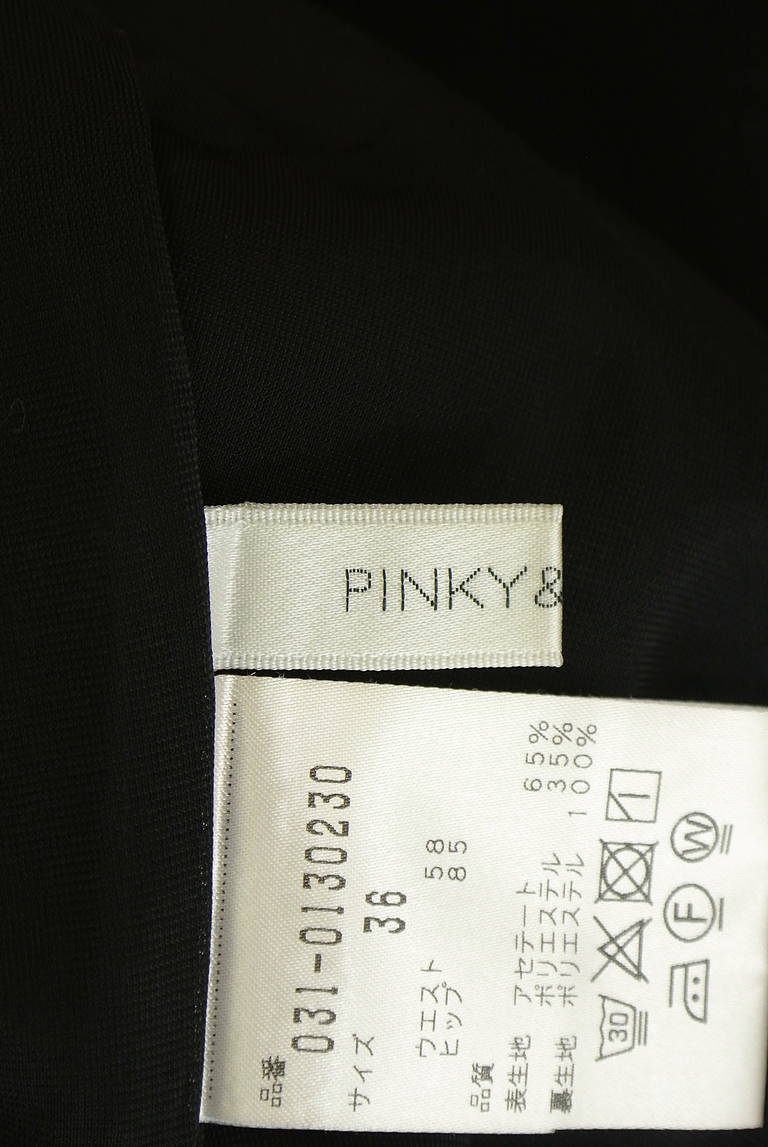 PINKY&
品番 031-0130230
サイズ 36
ウエスト 58
ヒップ 85
品質
表生地 アセテート 65%
ポリエステル 35%
裏生地 ポリエステル 100%
30
F
W